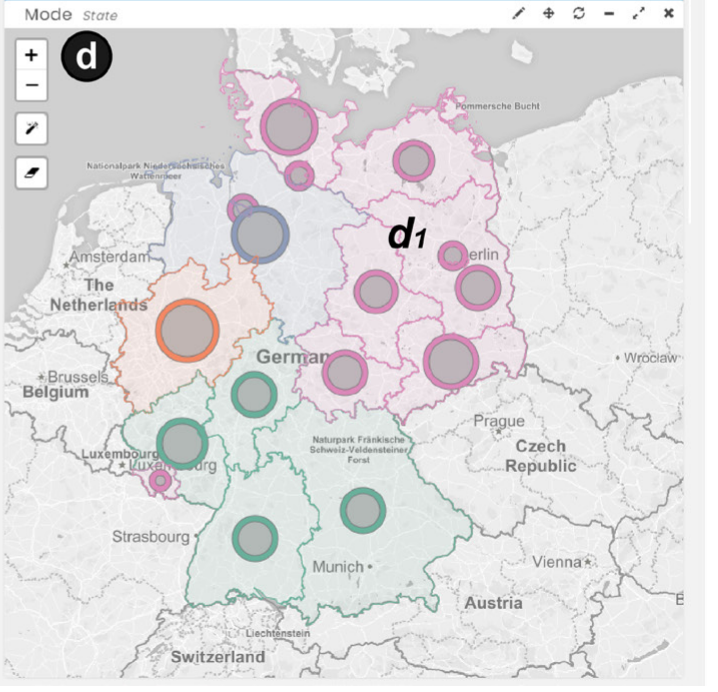 Mode State
+
d
−
Pommersche Bucht
Nationalpark Niedersächsisches
Wattenmeer
d1
Amsterdam
erlin
The
Netherlands
German
Wroclaw
Brussels
Belgium
Prague
Naturpark Fränkische
Schweiz-Veldensteiner
Forst
Czech
Republic
Luxembourg
Luxembourg
Strasbourg
Munich
Vienna
Austria
Liechtenstein
Switzerland